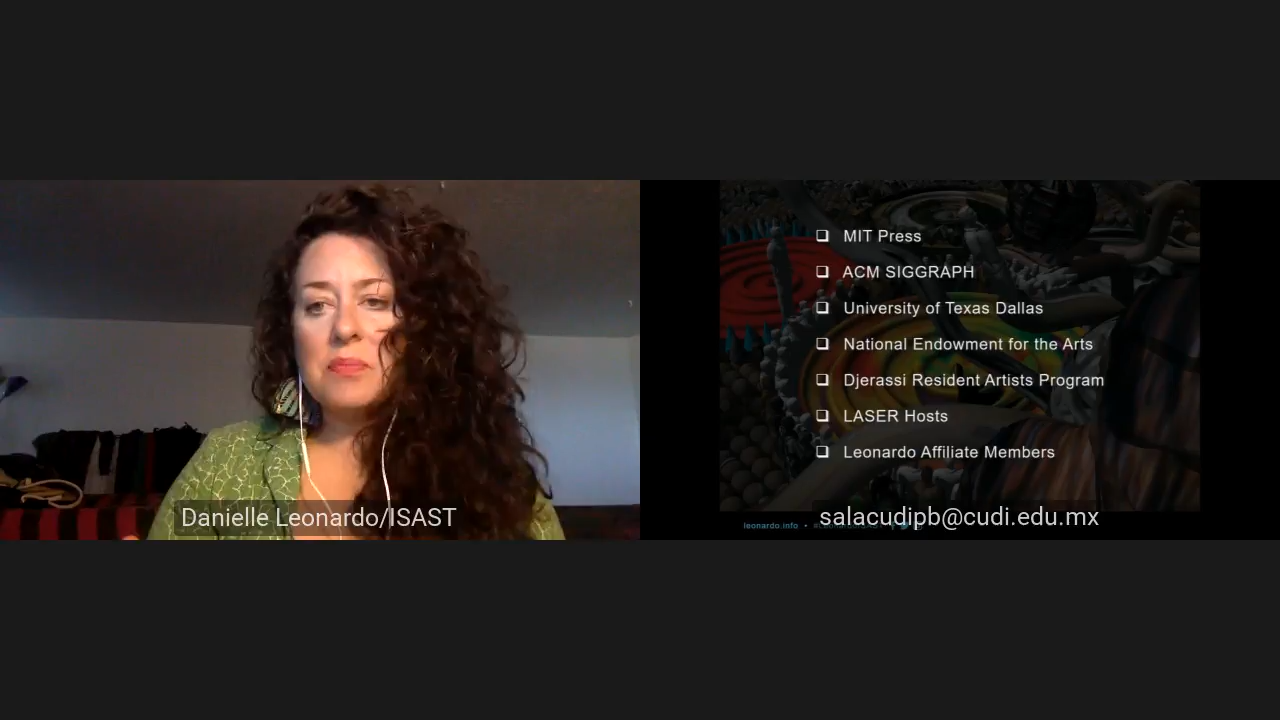 MIT Press
ACM SIGGRAPH
University of Texas Dallas
National Endowment for the Arts
Djerassi Resident Artists Program
LASER Hosts
Leonardo Affiliate Members
Danielle Leonardo/ISAST
salacudipb@cudi.edu.mx
leonardo.info •